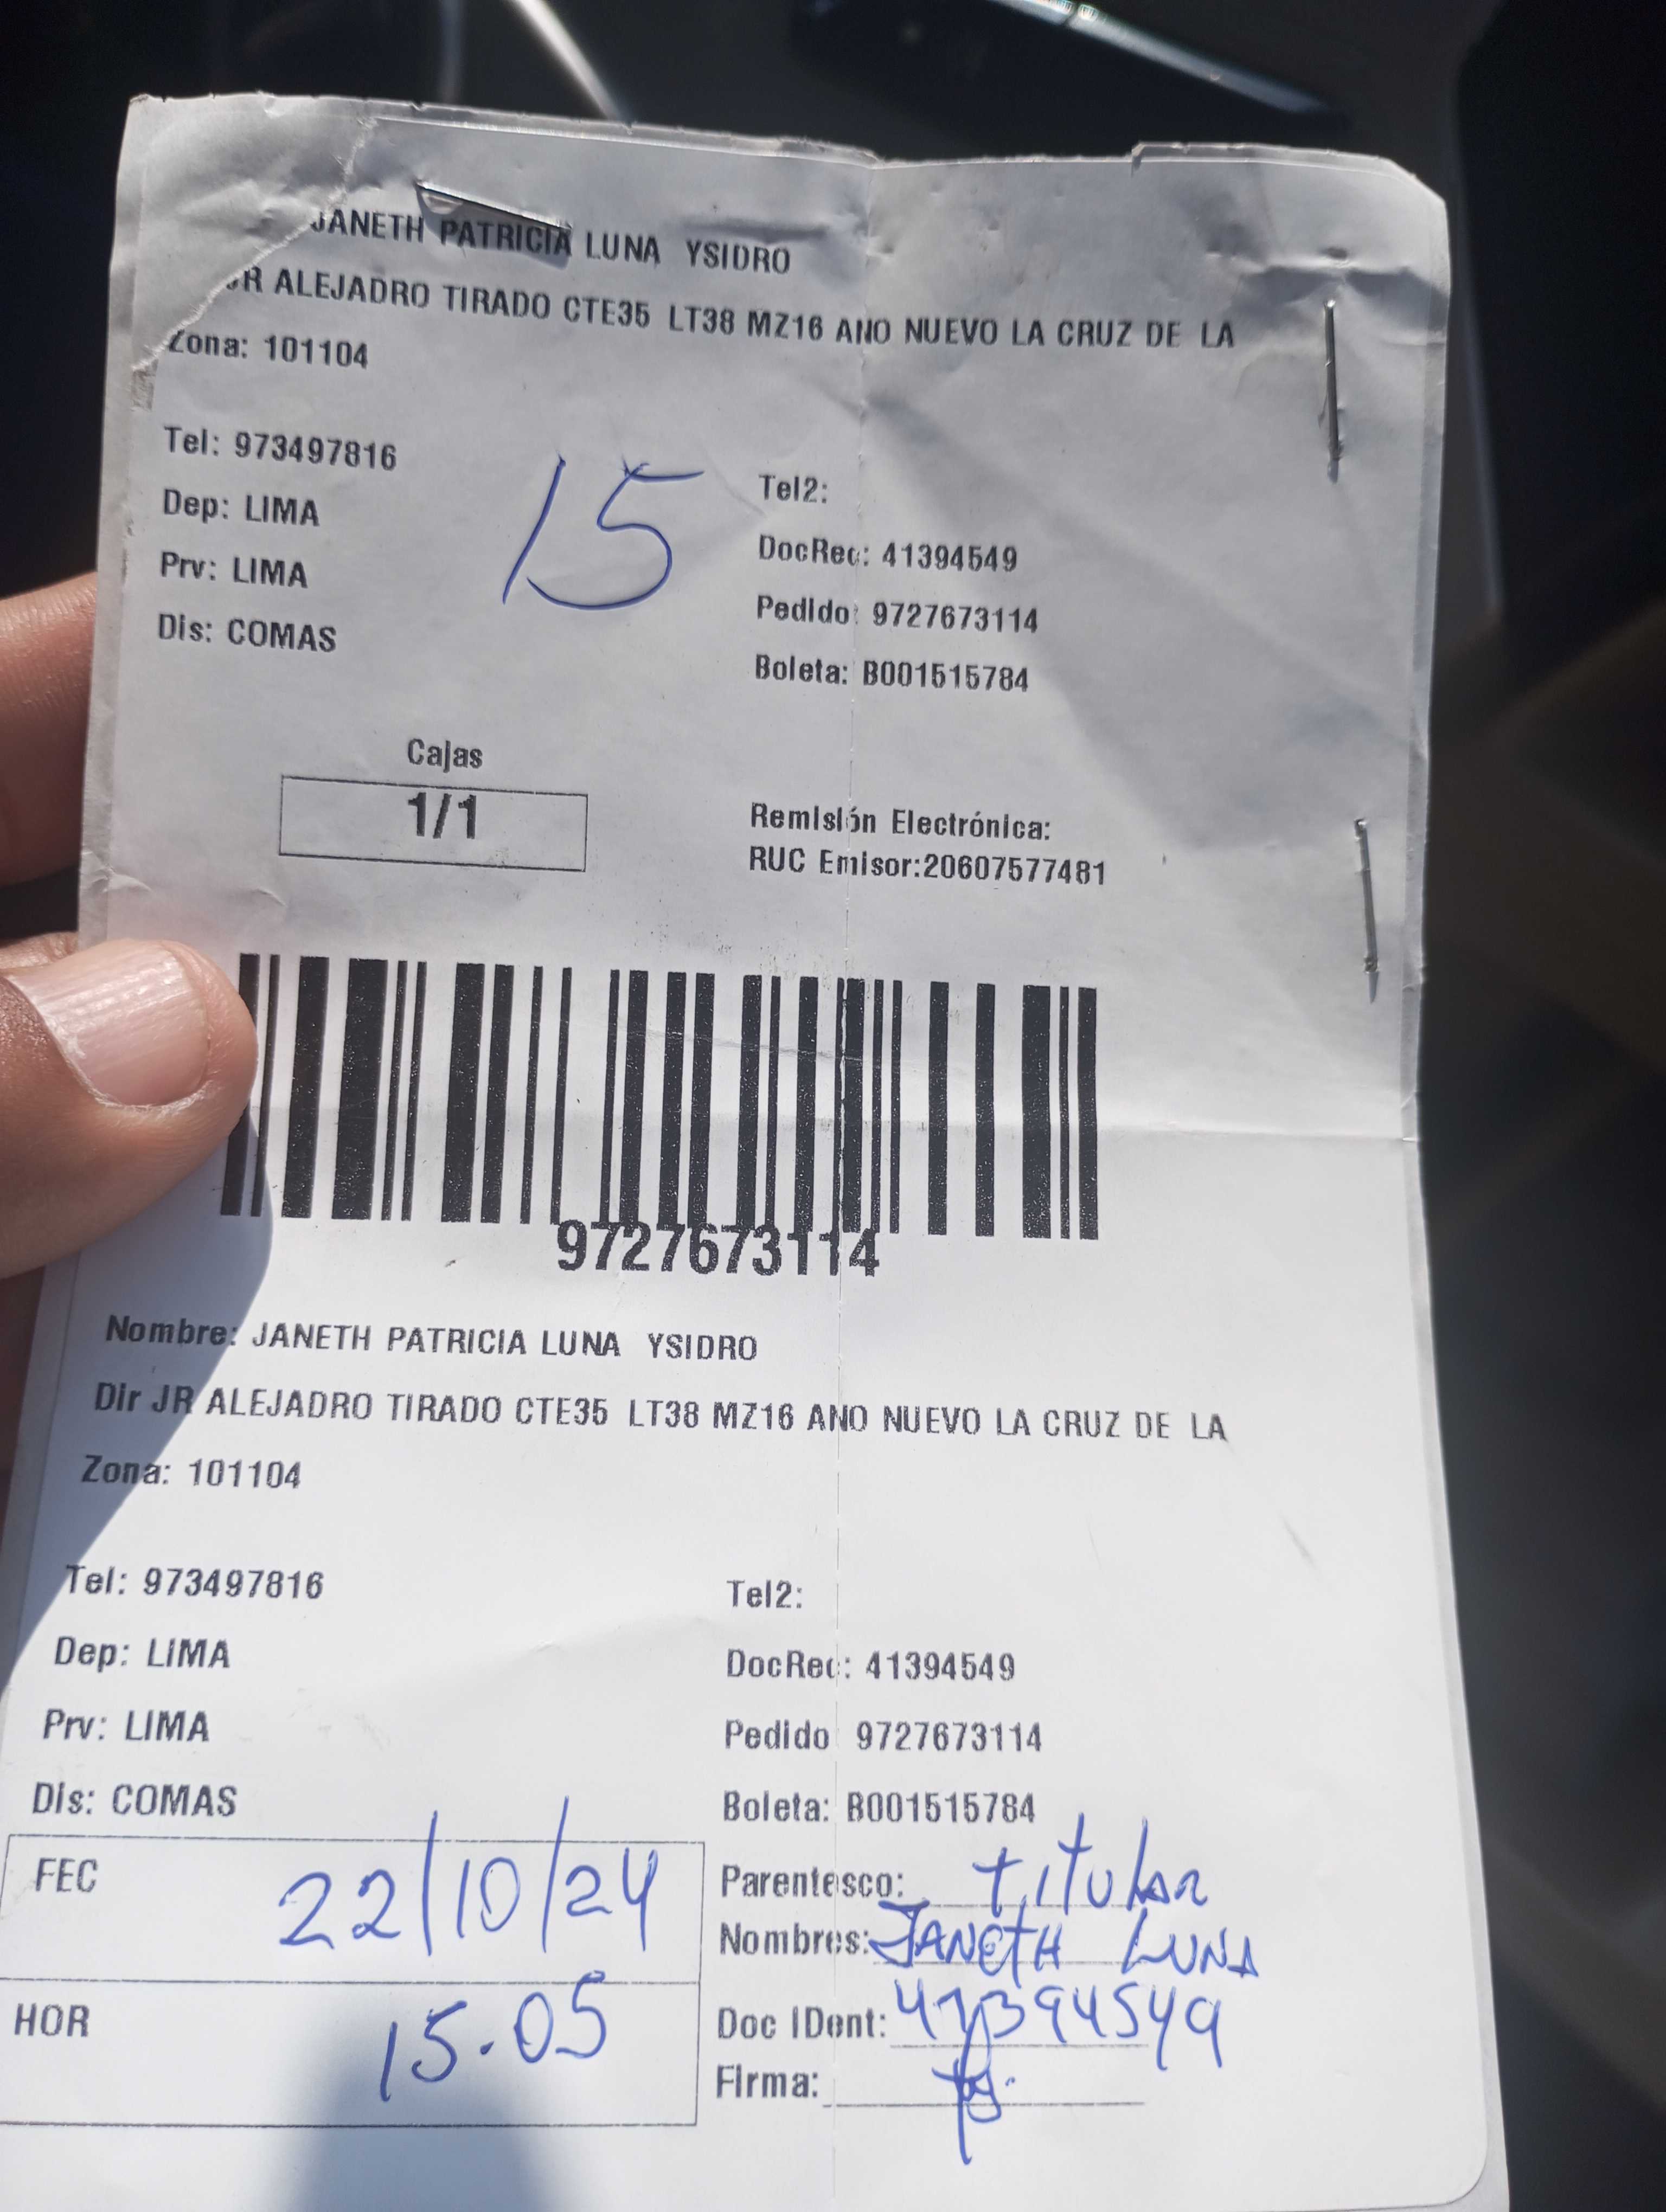 JANETH PATRICIA LUNA YSIDRO
JR ALEJADRO TIRADO CTE35 LT38 MZ16 ANO NUEVO LA CRUZ DE LA
Zona: 101104
15
Tel: 973497816
Tel2:
Dep: LIMA
DocRec: 41394549
Prv: LIMA
Pedido: 9727673114
Dis: COMAS
Boleta: B001515784
Cajas
1/1
Remisión Electrónica:
RUC Emisor:20607577481
9727673114
Nombre: JANETH PATRICIA LUNA YSIDRO
Dir JR ALEJADRO TIRADO CTE35 LT38 MZ16 ANO NUEVO LA CRUZ DE LA
Zona: 101104
Tel: 973497816
Tel2:
Dep: LIMA
DocRec: 41394549
Prv: LIMA
Pedido 9727673114
Dis: COMAS
Boleta: B001515784
FEC 22/10/24
Parentesco: titular
Nombres: JANETH LUNA
HOR 15.05
Doc IDent: 41394549
Firma: